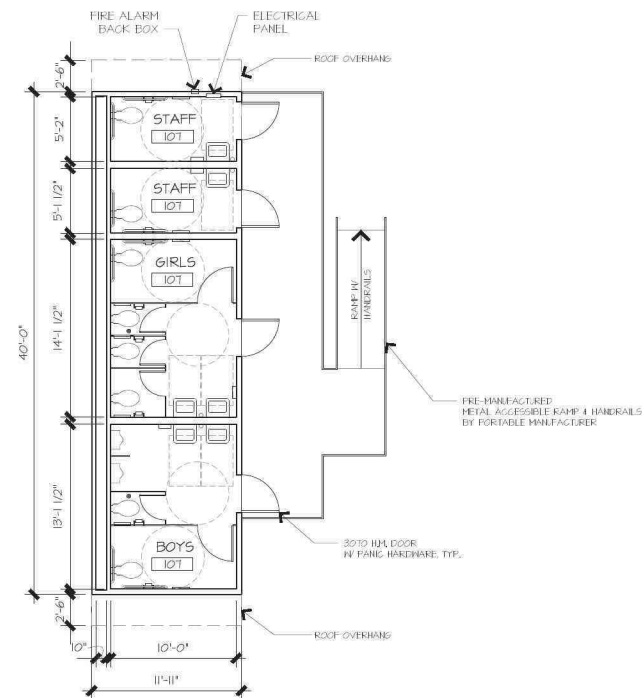 FIRE ALARM
BACK BOX
ELECTRICAL
PANEL
ROOF OVERHANG
2'-6"
5'-2"
STAFF
107
5'-1 1/2"
STAFF
107
GIRLS
107
14'-1 1/2"
40'-0"
RAMP W/
HANDRAILS
PRE-MANUFACTURED
METAL ACCESSIBLE RAMP & HANDRAILS
BY PORTABLE MANUFACTURER
13'-1 1/2"
3070 H.M. DOOR
W/ PANIC HARDWARE, TYP.
BOYS
107
2'-6"
ROOF OVERHANG
10"
10'-0"
11'-11"